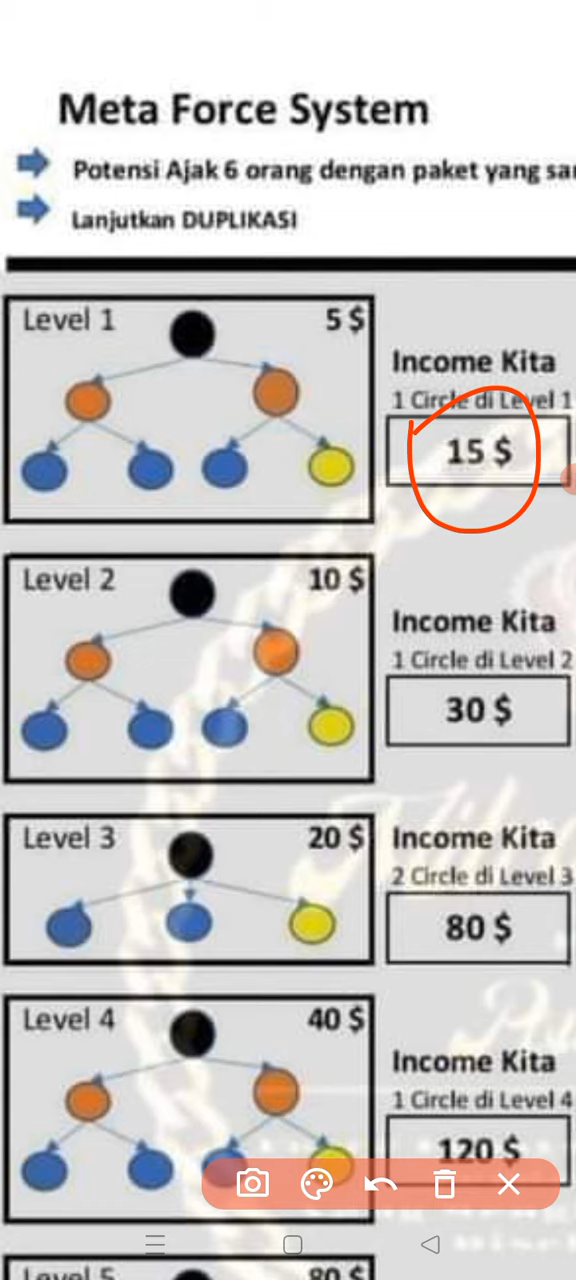 Meta Force System
Potensi Ajak 6 orang dengan paket yang
Lanjutkan DUPLIKASI
Level 1 5 $
Income Kita
1 Circle di Level 1
15 $
Level 2 10 $
Income Kita
1 Circle di Level 2
30 $
Level 3 20 $
Income Kita
2 Circle di Level 3
80 $
Level 4 40 $
Income Kita
1 Circle di Level 4
120 $
Level 5 80 $